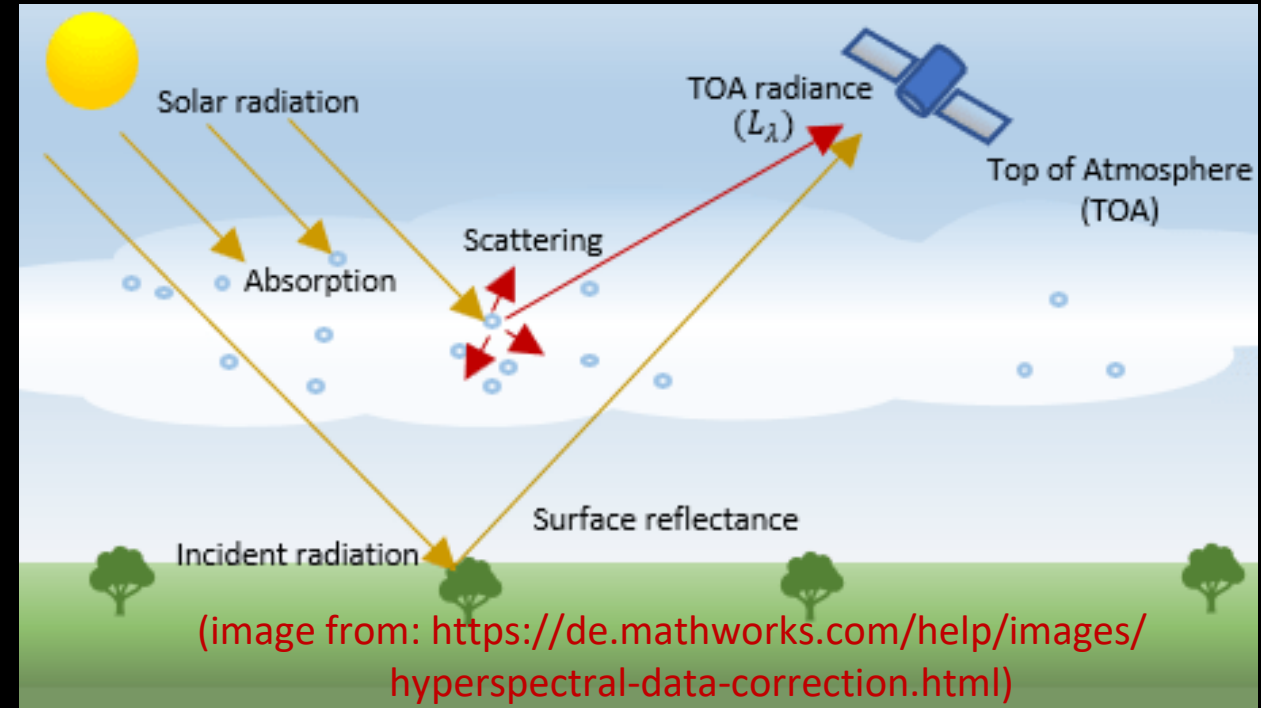 Solar radiation
TOA radiance
(L_λ)
Top of Atmosphere
(TOA)
Scattering
Absorption
Surface reflectance
Incident radiation
(image from: https://de.mathworks.com/help/images/
hyperspectral-data-correction.html)